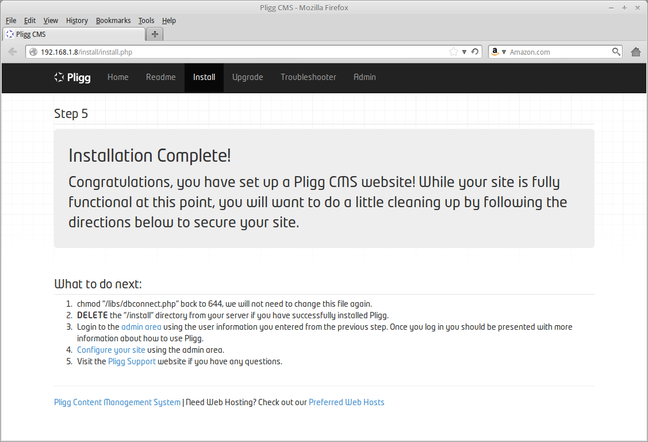 Pligg CMS - Mozilla Firefox
File Edit View History Bookmarks Tools Help
Pligg CMS
192.168.1.8/install/install.php
Amazon.com
Pligg Home Readme Install Upgrade Troubleshooter Admin
Step 5
Installation Complete!
Congratulations, you have set up a Pligg CMS website! While your site is fully
functional at this point, you will want to do a little cleaning up by following the
directions below to secure your site.
What to do next:
1. chmod "/libs/dbconnect.php" back to 644, we will not need to change this file again.
2. DELETE the "/install" directory from your server if you have successfully installed Pligg.
3. Login to the admin area using the user information you entered from the previous step. Once you log in you should be presented with more
information about how to use Pligg.
4. Configure your site using the admin area.
5. Visit the Pligg Support website if you have any questions.
Pligg Content Management System | Need Web Hosting? Check out our Preferred Web Hosts